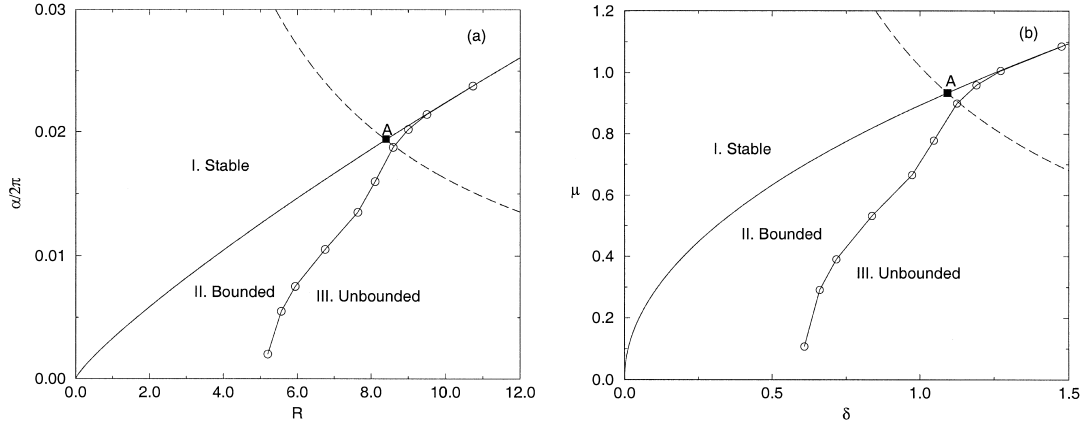 0.03
0.02
0.01
0.00
α/2π
0.0 2.0 4.0 6.0 8.0 10.0 12.0
R
(a)
A
I. Stable
II. Bounded
III. Unbounded
1.2
1.0
0.8
0.6
0.4
0.2
0.0
μ
0.0 0.5 1.0 1.5
δ
(b)
A
I. Stable
II. Bounded
III. Unbounded